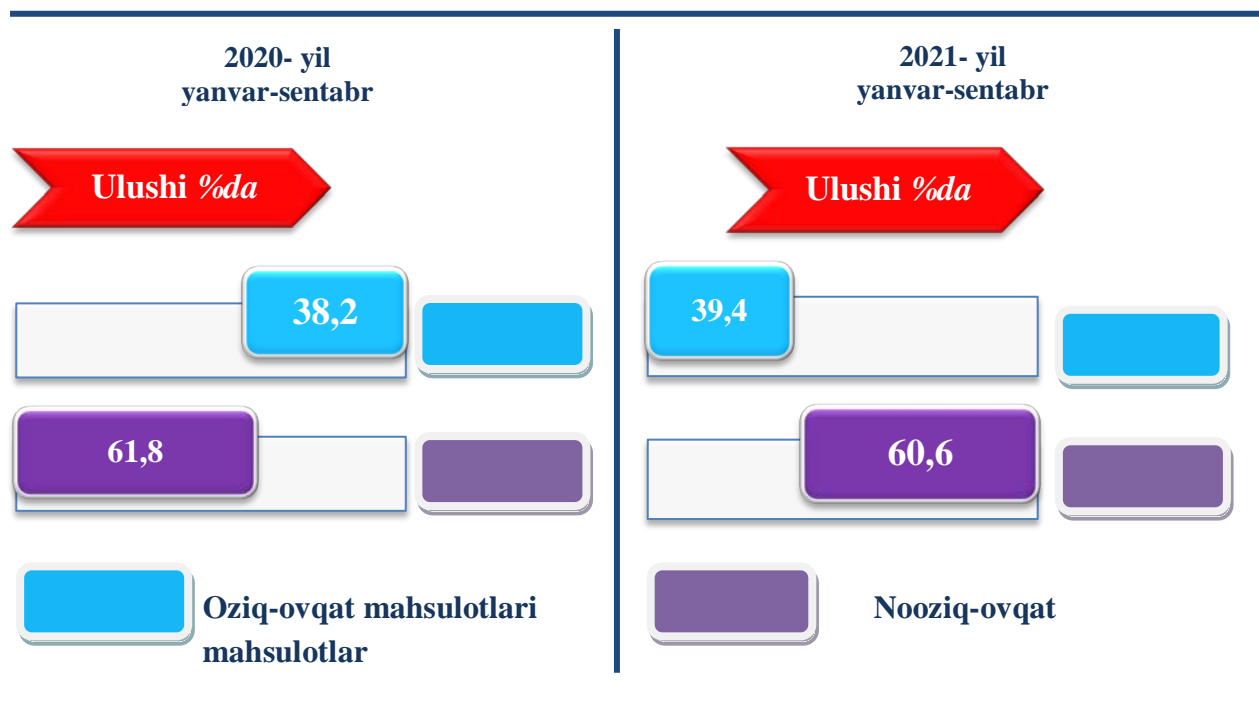 2020- yil
yanvar-sentabr
Ulushi %da
38,2
61,8
Oziq-ovqat mahsulotlari
mahsulotlar
2021- yil
yanvar-sentabr
Ulushi %da
39,4
60,6
Nooziq-ovqat